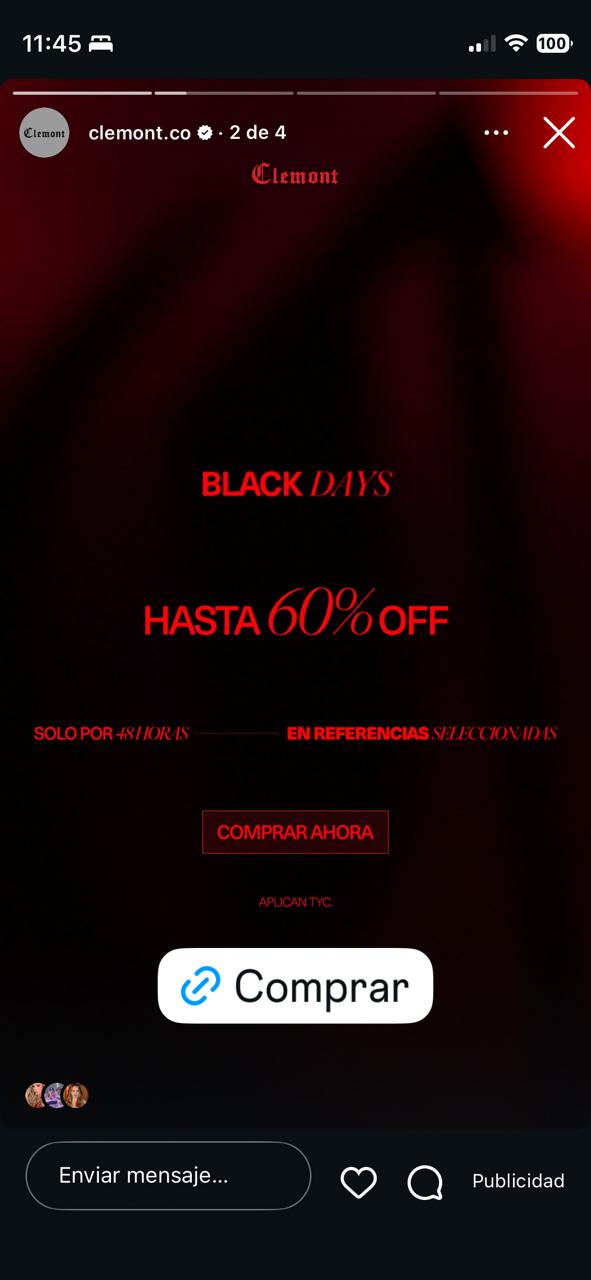 11:45
100
Clemont
clemont.co · 2 de 4
Clemont
BLACK DAYS
HASTA 60% OFF
SOLO POR 48 HORAS EN REFERENCIAS SELECCIONADAS
COMPRAR AHORA
APLICAN TYC.
Comprar
Enviar mensaje...
Publicidad